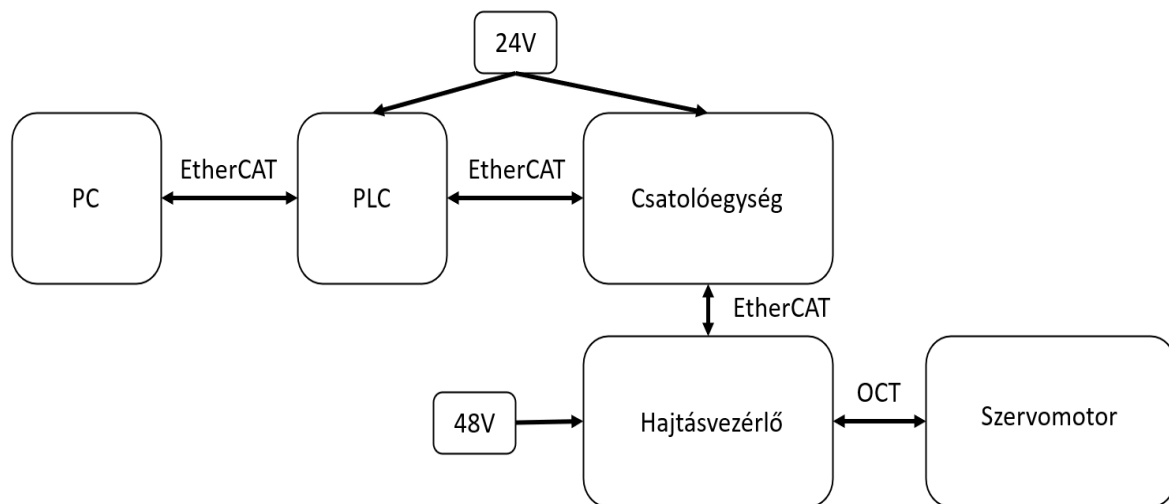 24V
EtherCAT
EtherCAT
PC
PLC
Csatolóegység
EtherCAT
OCT
48V
Hajtásvezérlő
Szervomotor